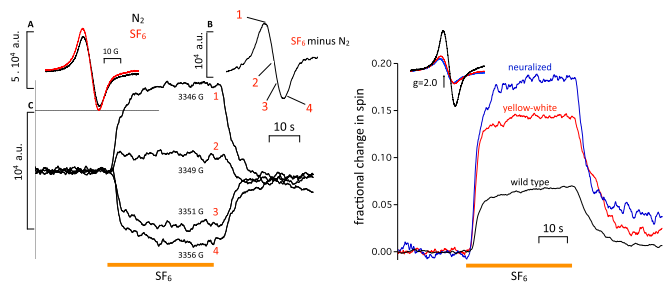 A
N₂
SF₆
10 G
5 . 10⁴ a.u.
B
10⁴ a.u.
1
SF₆ minus N₂
2
3
4
10 s
C
10⁴ a.u.
3346 G
1
2
3349 G
3351 G
3
3356 G
4
SF₆
fractional change in spin
0.20
0.15
0.10
0.05
0.00
g=2.0
neuralized
yellow-white
wild type
10 s
SF₆